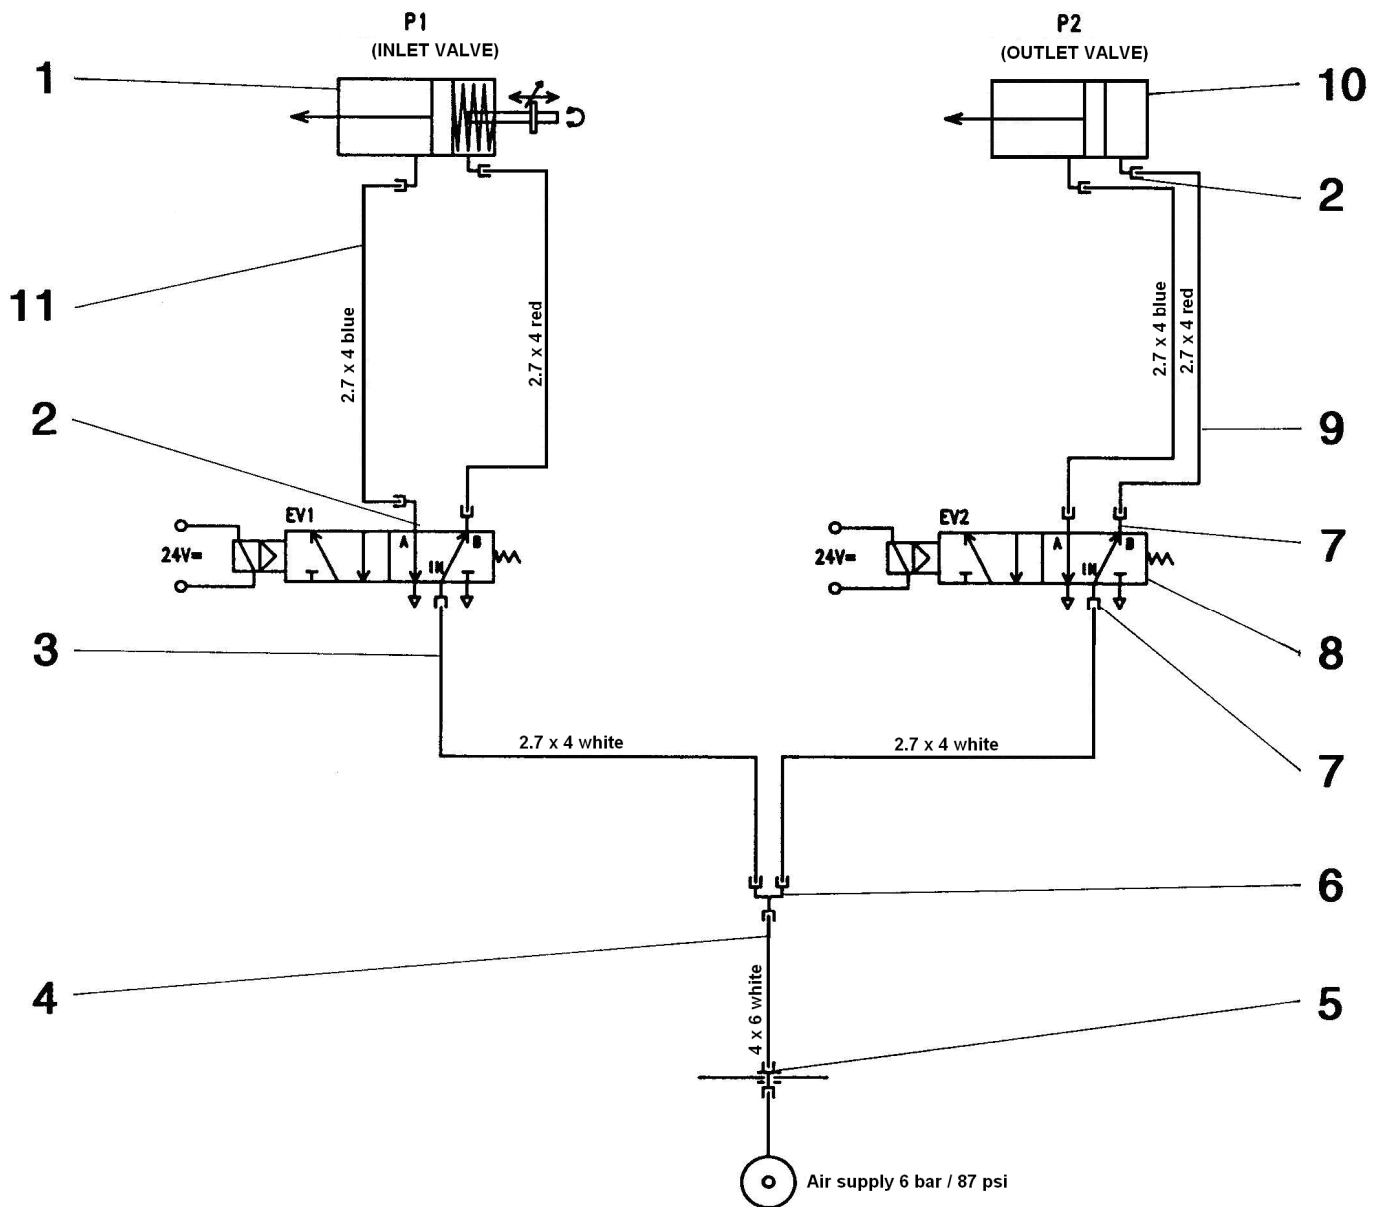 P1
(INLET VALVE)
P2
(OUTLET VALVE)
1
10
2
11
2.7 x 4 blue
2.7 x 4 red
2.7 x 4 blue
2.7 x 4 red
2
9
EV1
A
B
IN
24V=
EV2
A
B
IN
24V=
7
3
8
2.7 x 4 white
2.7 x 4 white
7
6
4
4 x 6 white
5
Air supply 6 bar / 87 psi